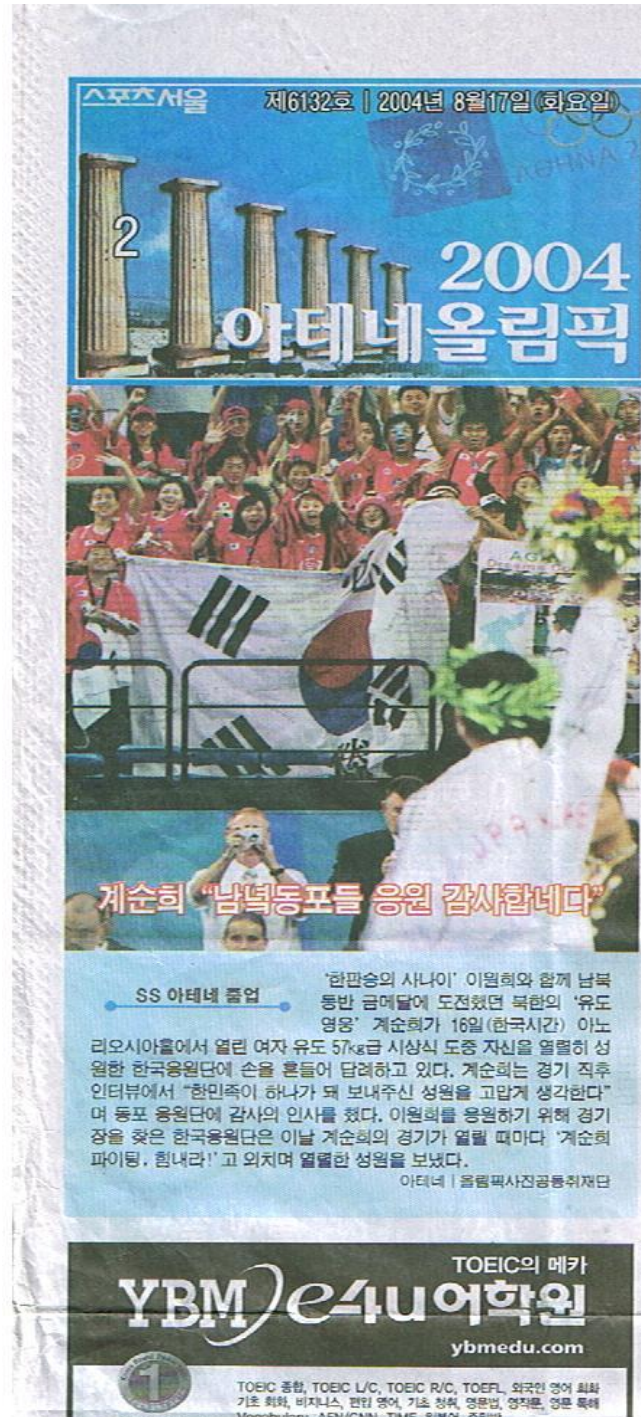 스포츠서울
제6132호 | 2004년 8월17일 (화요일)
2
2004
아테네올림픽
계순희 “남녘동포들 응원 감사합네다”
SS 아테네 줌업
‘한판승의 사나이’ 이원희와 함께 남북
동반 금메달에 도전했던 북한의 ‘유도
영웅’ 계순희가 16일(한국시간) 아노
리오시아홀에서 열린 여자 유도 57kg급 시상식 도중 자신을 열렬히 성
원한 한국응원단에 손을 흔들어 답례하고 있다. 계순희는 경기 직후
인터뷰에서 “한민족이 하나가 돼 보내주신 성원을 고맙게 생각한다”
며 동포 응원단에 감사의 인사를 했다. 이원희를 응원하기 위해 경기
장을 찾은 한국응원단은 이날 계순희의 경기가 열릴 때마다 ‘계순희
파이팅, 힘내라!’고 외치며 열렬한 성원을 보냈다.
아테네 | 올림픽사진공동취재단
TOEIC의 메카
YBM e4u어학원
ybmedu.com
1
TOEIC 종합, TOEIC L/C, TOEIC R/C, TOEFL, 외국인 영어 회화
기초 회화, 비지니스, 편입 영어, 기초 청취, 영문법, 영작문, 영문 독해